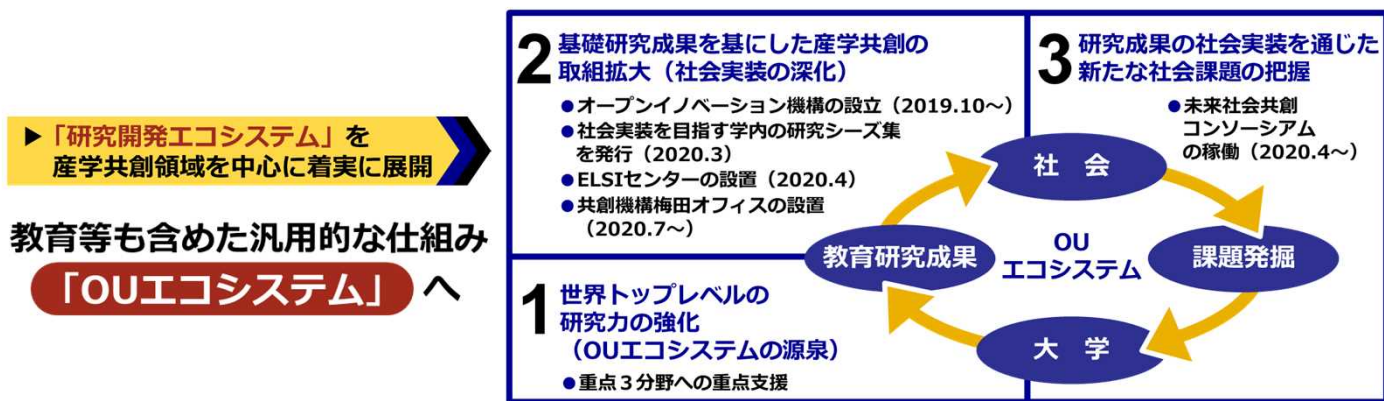 ▶「研究開発エコシステム」を
産学共創領域を中心に着実に展開
教育等も含めた汎用的な仕組み
「OUエコシステム」へ
2 基礎研究成果を基にした産学共創の
取組拡大（社会実装の深化）
●オープンイノベーション機構の設立（2019.10～）
●社会実装を目指す学内の研究シーズ集
を発行（2020.3）
●ELSIセンターの設置（2020.4）
●共創機構梅田オフィスの設置
（2020.7～）
1 世界トップレベルの
研究力の強化
（OUエコシステムの源泉）
●重点３分野への重点支援
3 研究成果の社会実装を通じた
新たな社会課題の把握
●未来社会共創
コンソーシアム
の稼働（2020.4～）
社 会
教育研究成果
OU
エコシステム
課題発掘
大 学